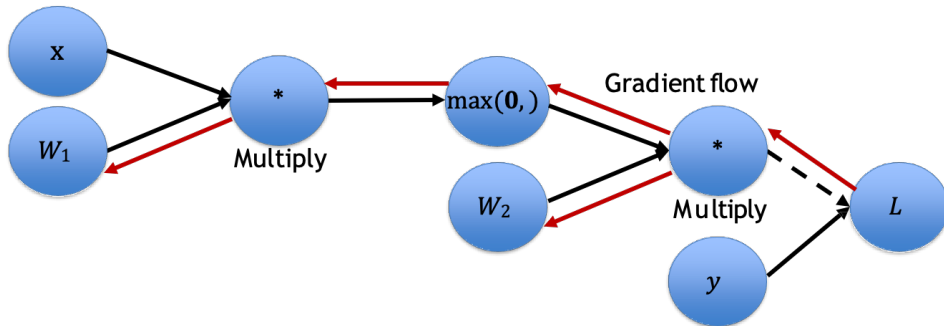 x
*
max(0,)
Gradient flow
W₁
Multiply
*
W₂
Multiply
L
y